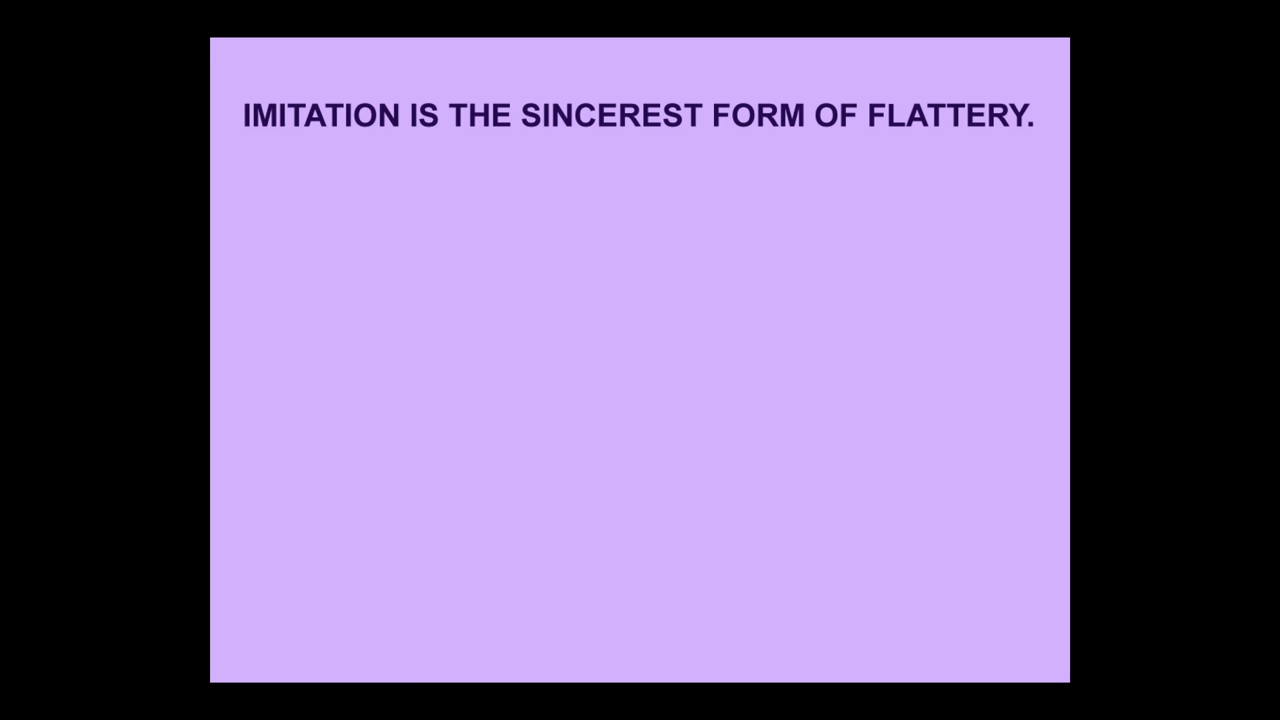 IMITATION IS THE SINCEREST FORM OF FLATTERY.